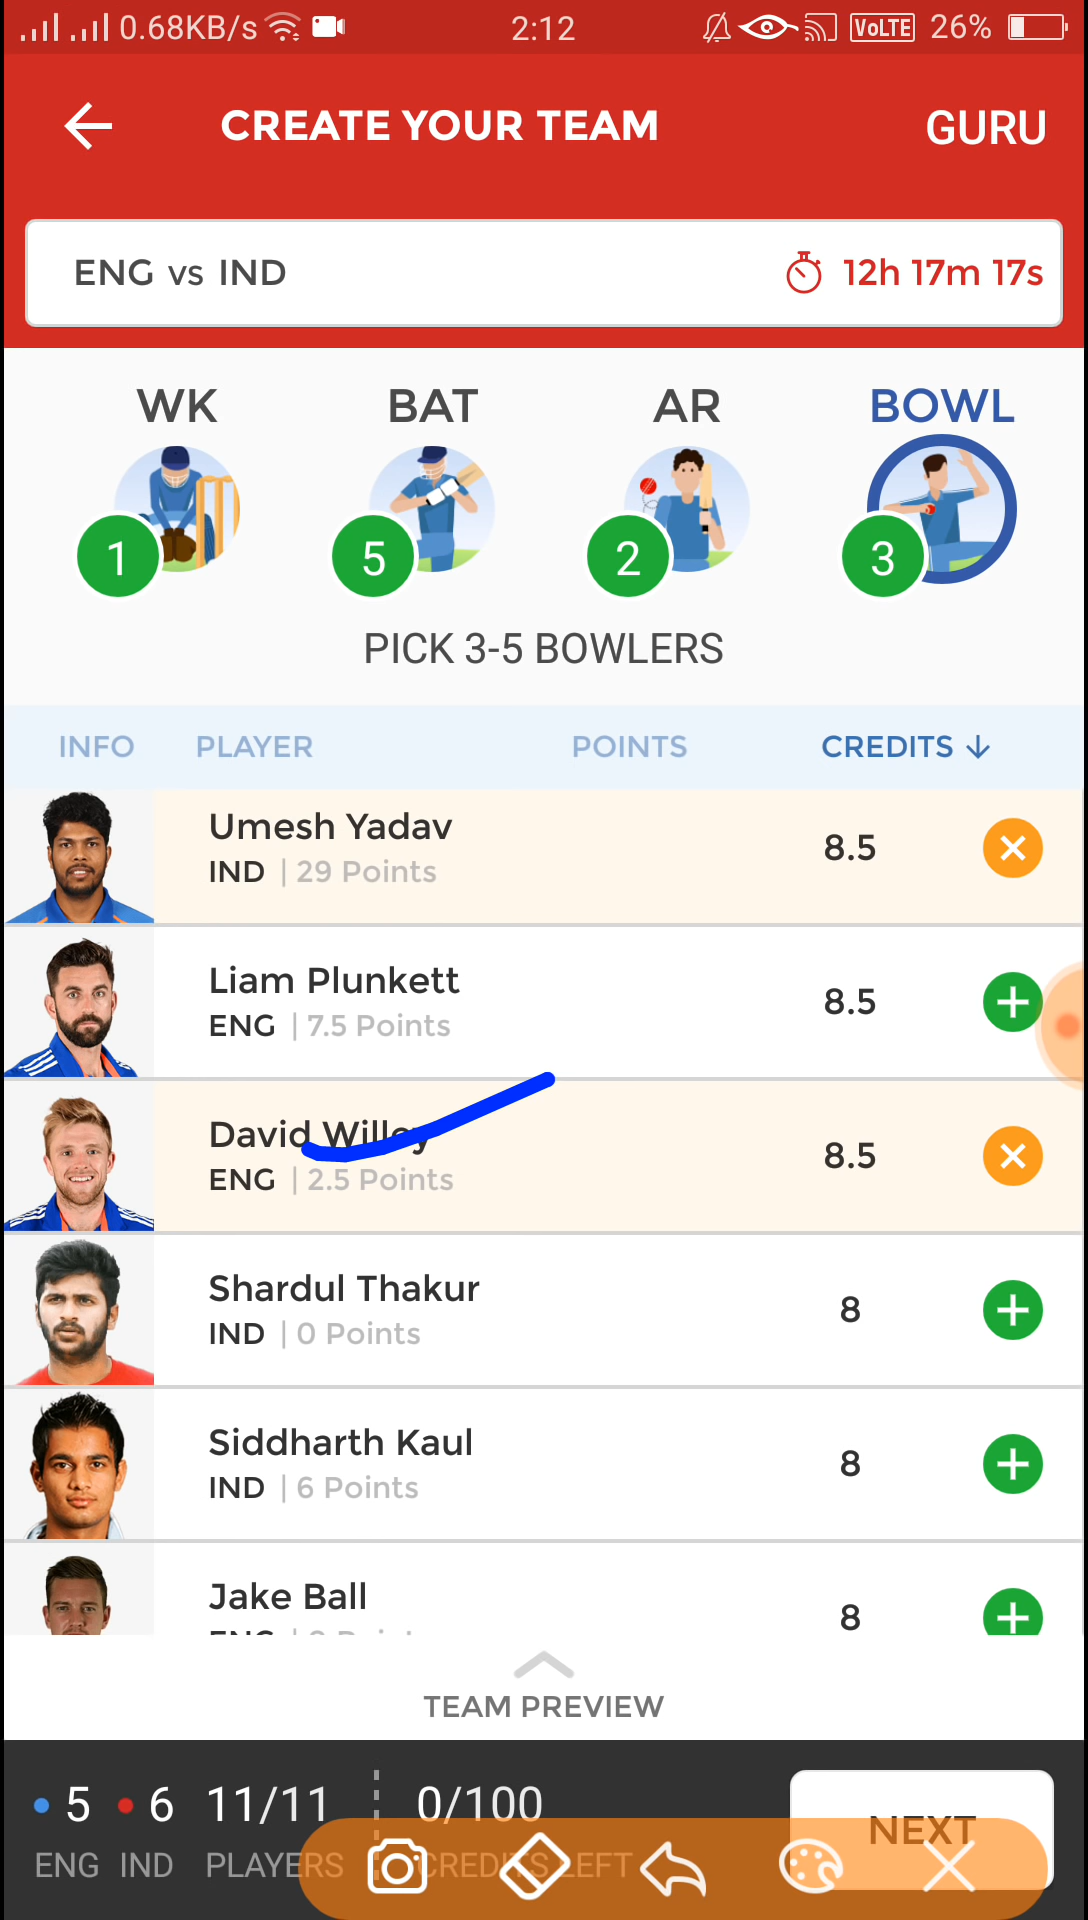 0.68KB/s 2:12 VoLTE 26%
CREATE YOUR TEAM GURU
ENG vs IND 12h 17m 17s
WK BAT AR BOWL
1 5 2 3
PICK 3-5 BOWLERS
INFO PLAYER POINTS CREDITS ↓
Umesh Yadav
IND | 29 Points 8.5
Liam Plunkett
ENG | 7.5 Points 8.5
David Willey
ENG | 2.5 Points 8.5
Shardul Thakur
IND | 0 Points 8
Siddharth Kaul
IND | 6 Points 8
Jake Ball
8
TEAM PREVIEW
5 6 11/11 0/100 NEXT
ENG IND PLAYERS CREDITS LEFT